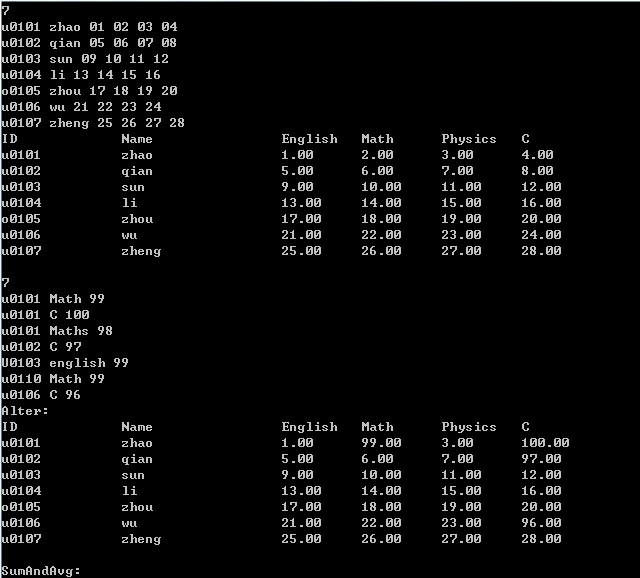 7
u0101 zhao 01 02 03 04
u0102 qian 05 06 07 08
u0103 sun 09 10 11 12
u0104 li 13 14 15 16
o0105 zhou 17 18 19 20
u0106 wu 21 22 23 24
u0107 zheng 25 26 27 28
ID Name English Math Physics C
u0101 zhao 1.00 2.00 3.00 4.00
u0102 qian 5.00 6.00 7.00 8.00
u0103 sun 9.00 10.00 11.00 12.00
u0104 li 13.00 14.00 15.00 16.00
o0105 zhou 17.00 18.00 19.00 20.00
u0106 wu 21.00 22.00 23.00 24.00
u0107 zheng 25.00 26.00 27.00 28.00
7
u0101 Math 99
u0101 C 100
u0101 Maths 98
u0102 C 97
U0103 english 99
u0110 Math 99
u0106 C 96
Alter:
ID Name English Math Physics C
u0101 zhao 1.00 99.00 3.00 100.00
u0102 qian 5.00 6.00 7.00 97.00
u0103 sun 9.00 10.00 11.00 12.00
u0104 li 13.00 14.00 15.00 16.00
o0105 zhou 17.00 18.00 19.00 20.00
u0106 wu 21.00 22.00 23.00 96.00
u0107 zheng 25.00 26.00 27.00 28.00
SumAndAvg: